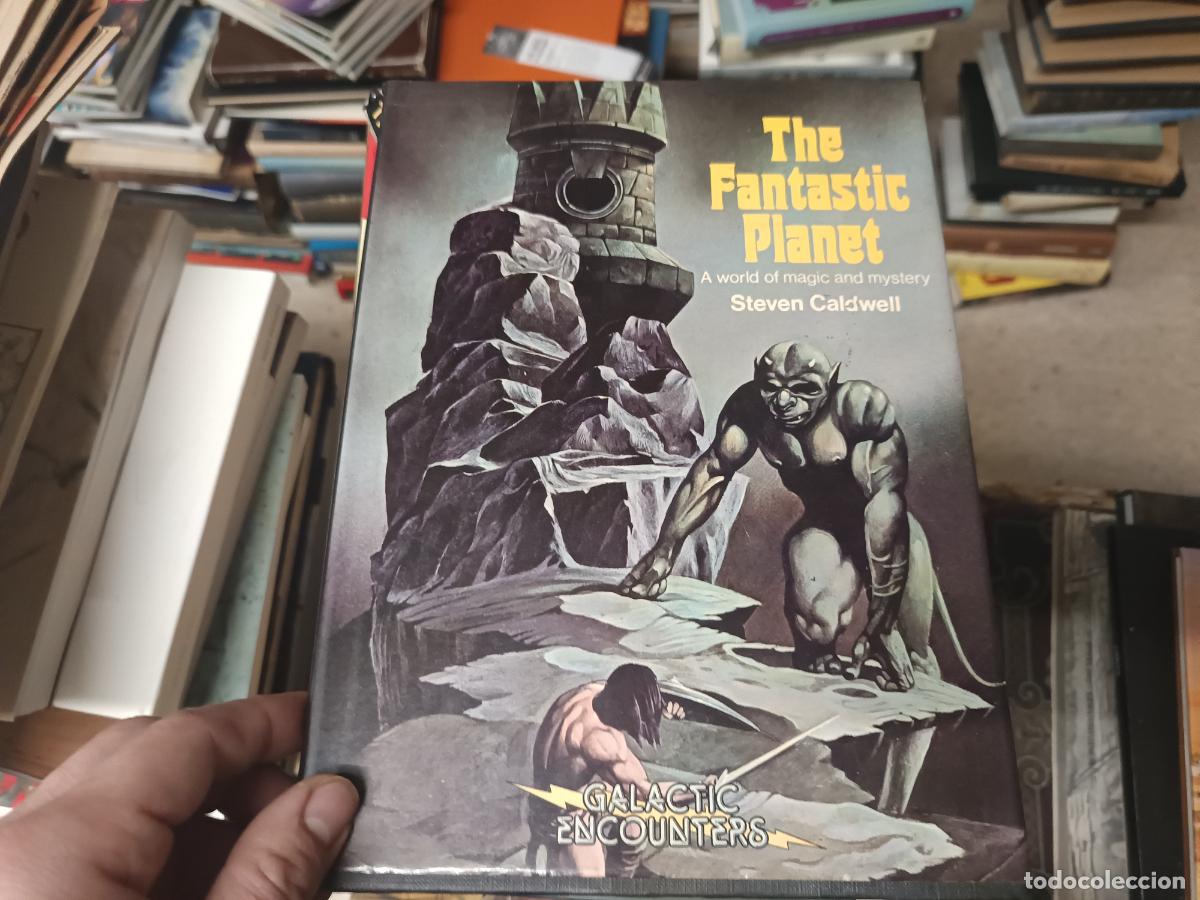 The
Fantastic
Planet
A world of magic and mystery
Steven Caldwell
GALACTIC
ENCOUNTERS
todocoleccion